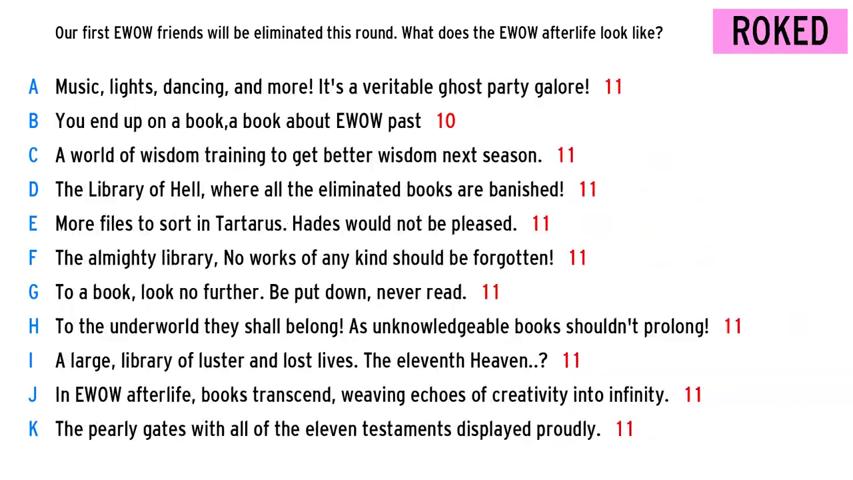 Our first EWOW friends will be eliminated this round. What does the EWOW afterlife look like?
ROKED
A Music, lights, dancing, and more! It's a veritable ghost party galore! 11
B You end up on a book,a book about EWOW past 10
C A world of wisdom training to get better wisdom next season. 11
D The Library of Hell, where all the eliminated books are banished! 11
E More files to sort in Tartarus. Hades would not be pleased. 11
F The almighty library, No works of any kind should be forgotten! 11
G To a book, look no further. Be put down, never read. 11
H To the underworld they shall belong! As unknowledgeable books shouldn't prolong! 11
I A large, library of luster and lost lives. The eleventh Heaven..? 11
J In EWOW afterlife, books transcend, weaving echoes of creativity into infinity. 11
K The pearly gates with all of the eleven testaments displayed proudly. 11